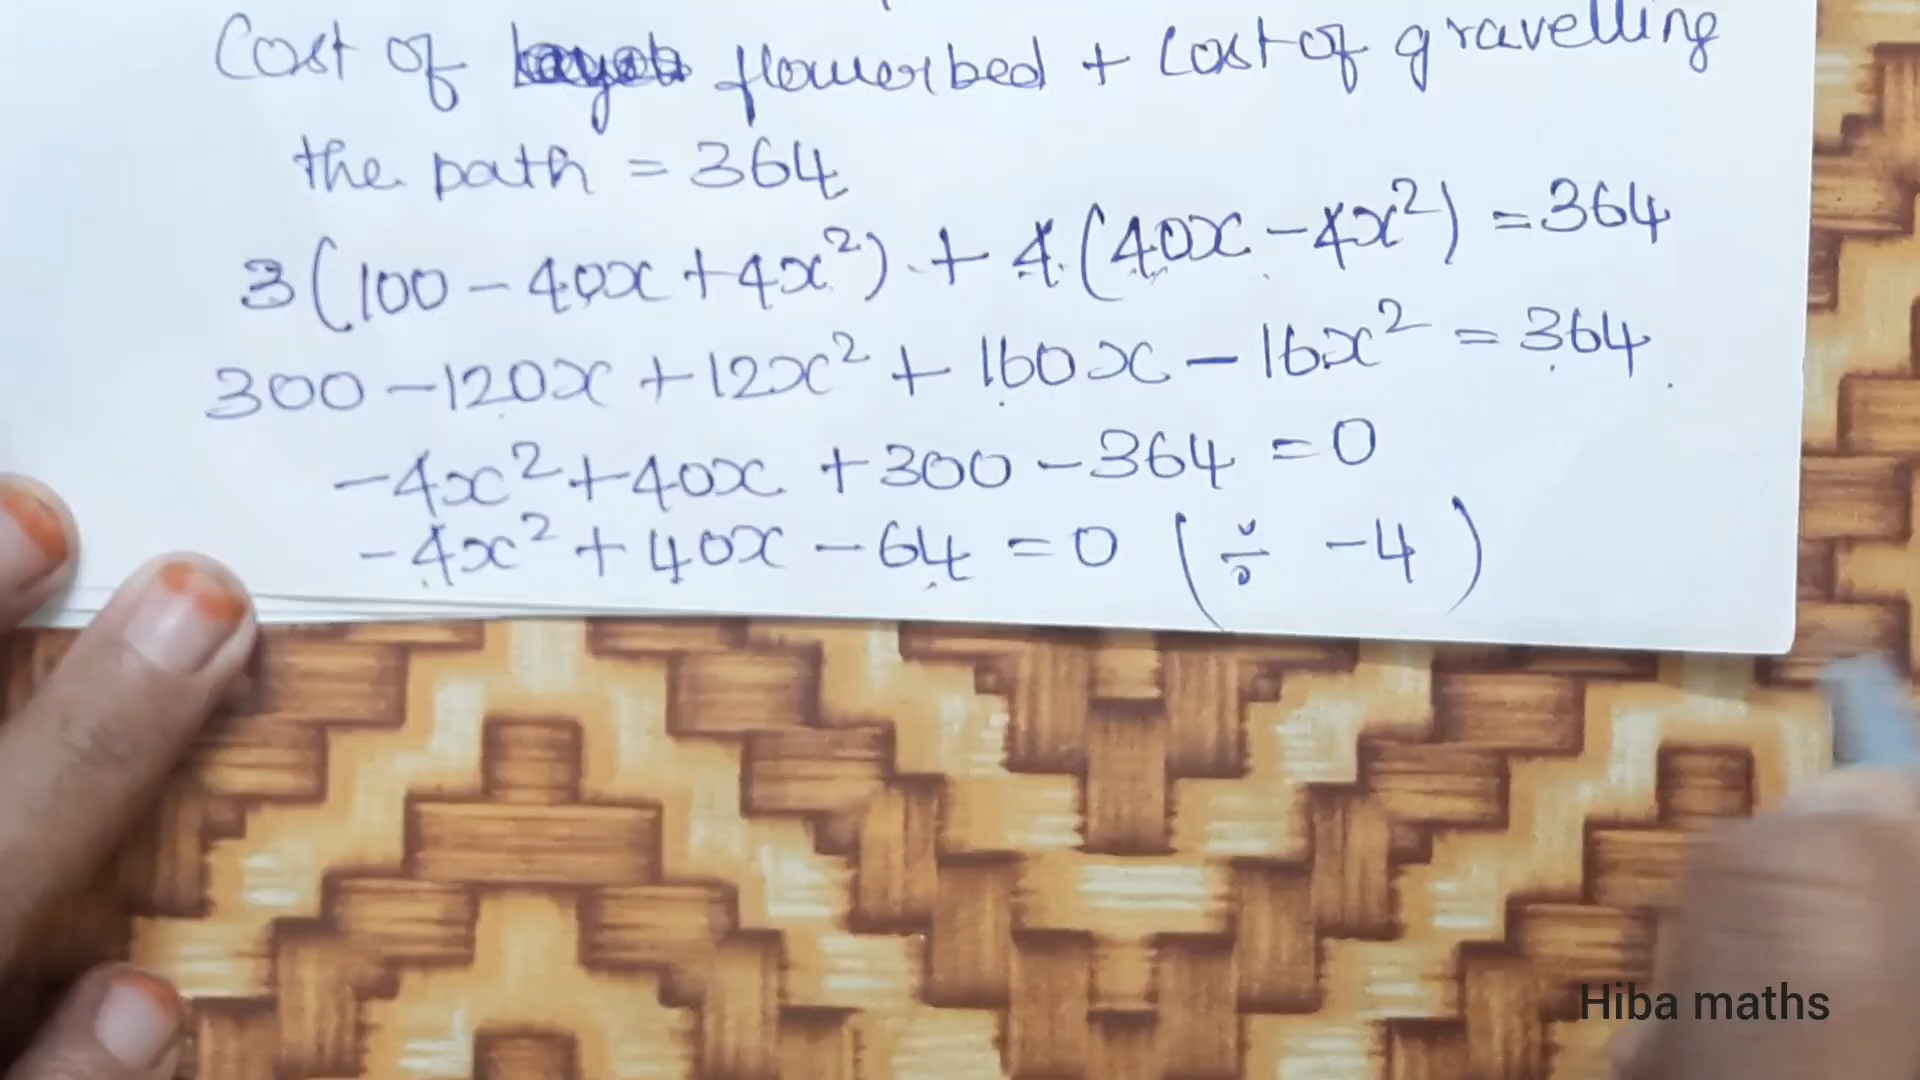 Cost of flowerbed + Cost of gravelling
the path = 364
3(100 - 40x + 4x²) + 4(40x - 4x²) = 364
300 - 120x + 12x² + 160x - 16x² = 364
-4x² + 40x + 300 - 364 = 0
-4x² + 40x - 64 = 0 (÷ -4)
Hiba maths